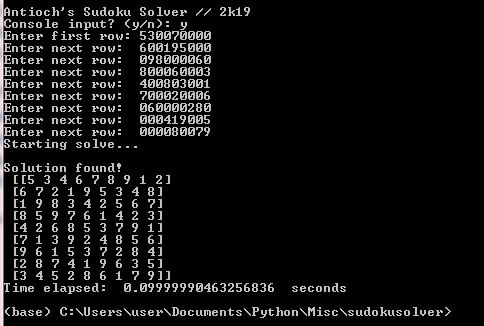 Antioch's Sudoku Solver // 2k19
Console input? (y/n): y
Enter first row: 530070000
Enter next row:  600195000
Enter next row:  098000060
Enter next row:  800060003
Enter next row:  400803001
Enter next row:  700020006
Enter next row:  060000280
Enter next row:  000419005
Enter next row:  000080079
Starting solve...
Solution found!
[[5 3 4 6 7 8 9 1 2]
[6 7 2 1 9 5 3 4 8]
[1 9 8 3 4 2 5 6 7]
[8 5 9 7 6 1 4 2 3]
[4 2 6 8 5 3 7 9 1]
[7 1 3 9 2 4 8 5 6]
[9 6 1 5 3 7 2 8 4]
[2 8 7 4 1 9 6 3 5]
[3 4 5 2 8 6 1 7 9]]
Time elapsed:  0.09999990463256836  seconds
(base) C:\Users\user\Documents\Python\Misc\sudokusolver>